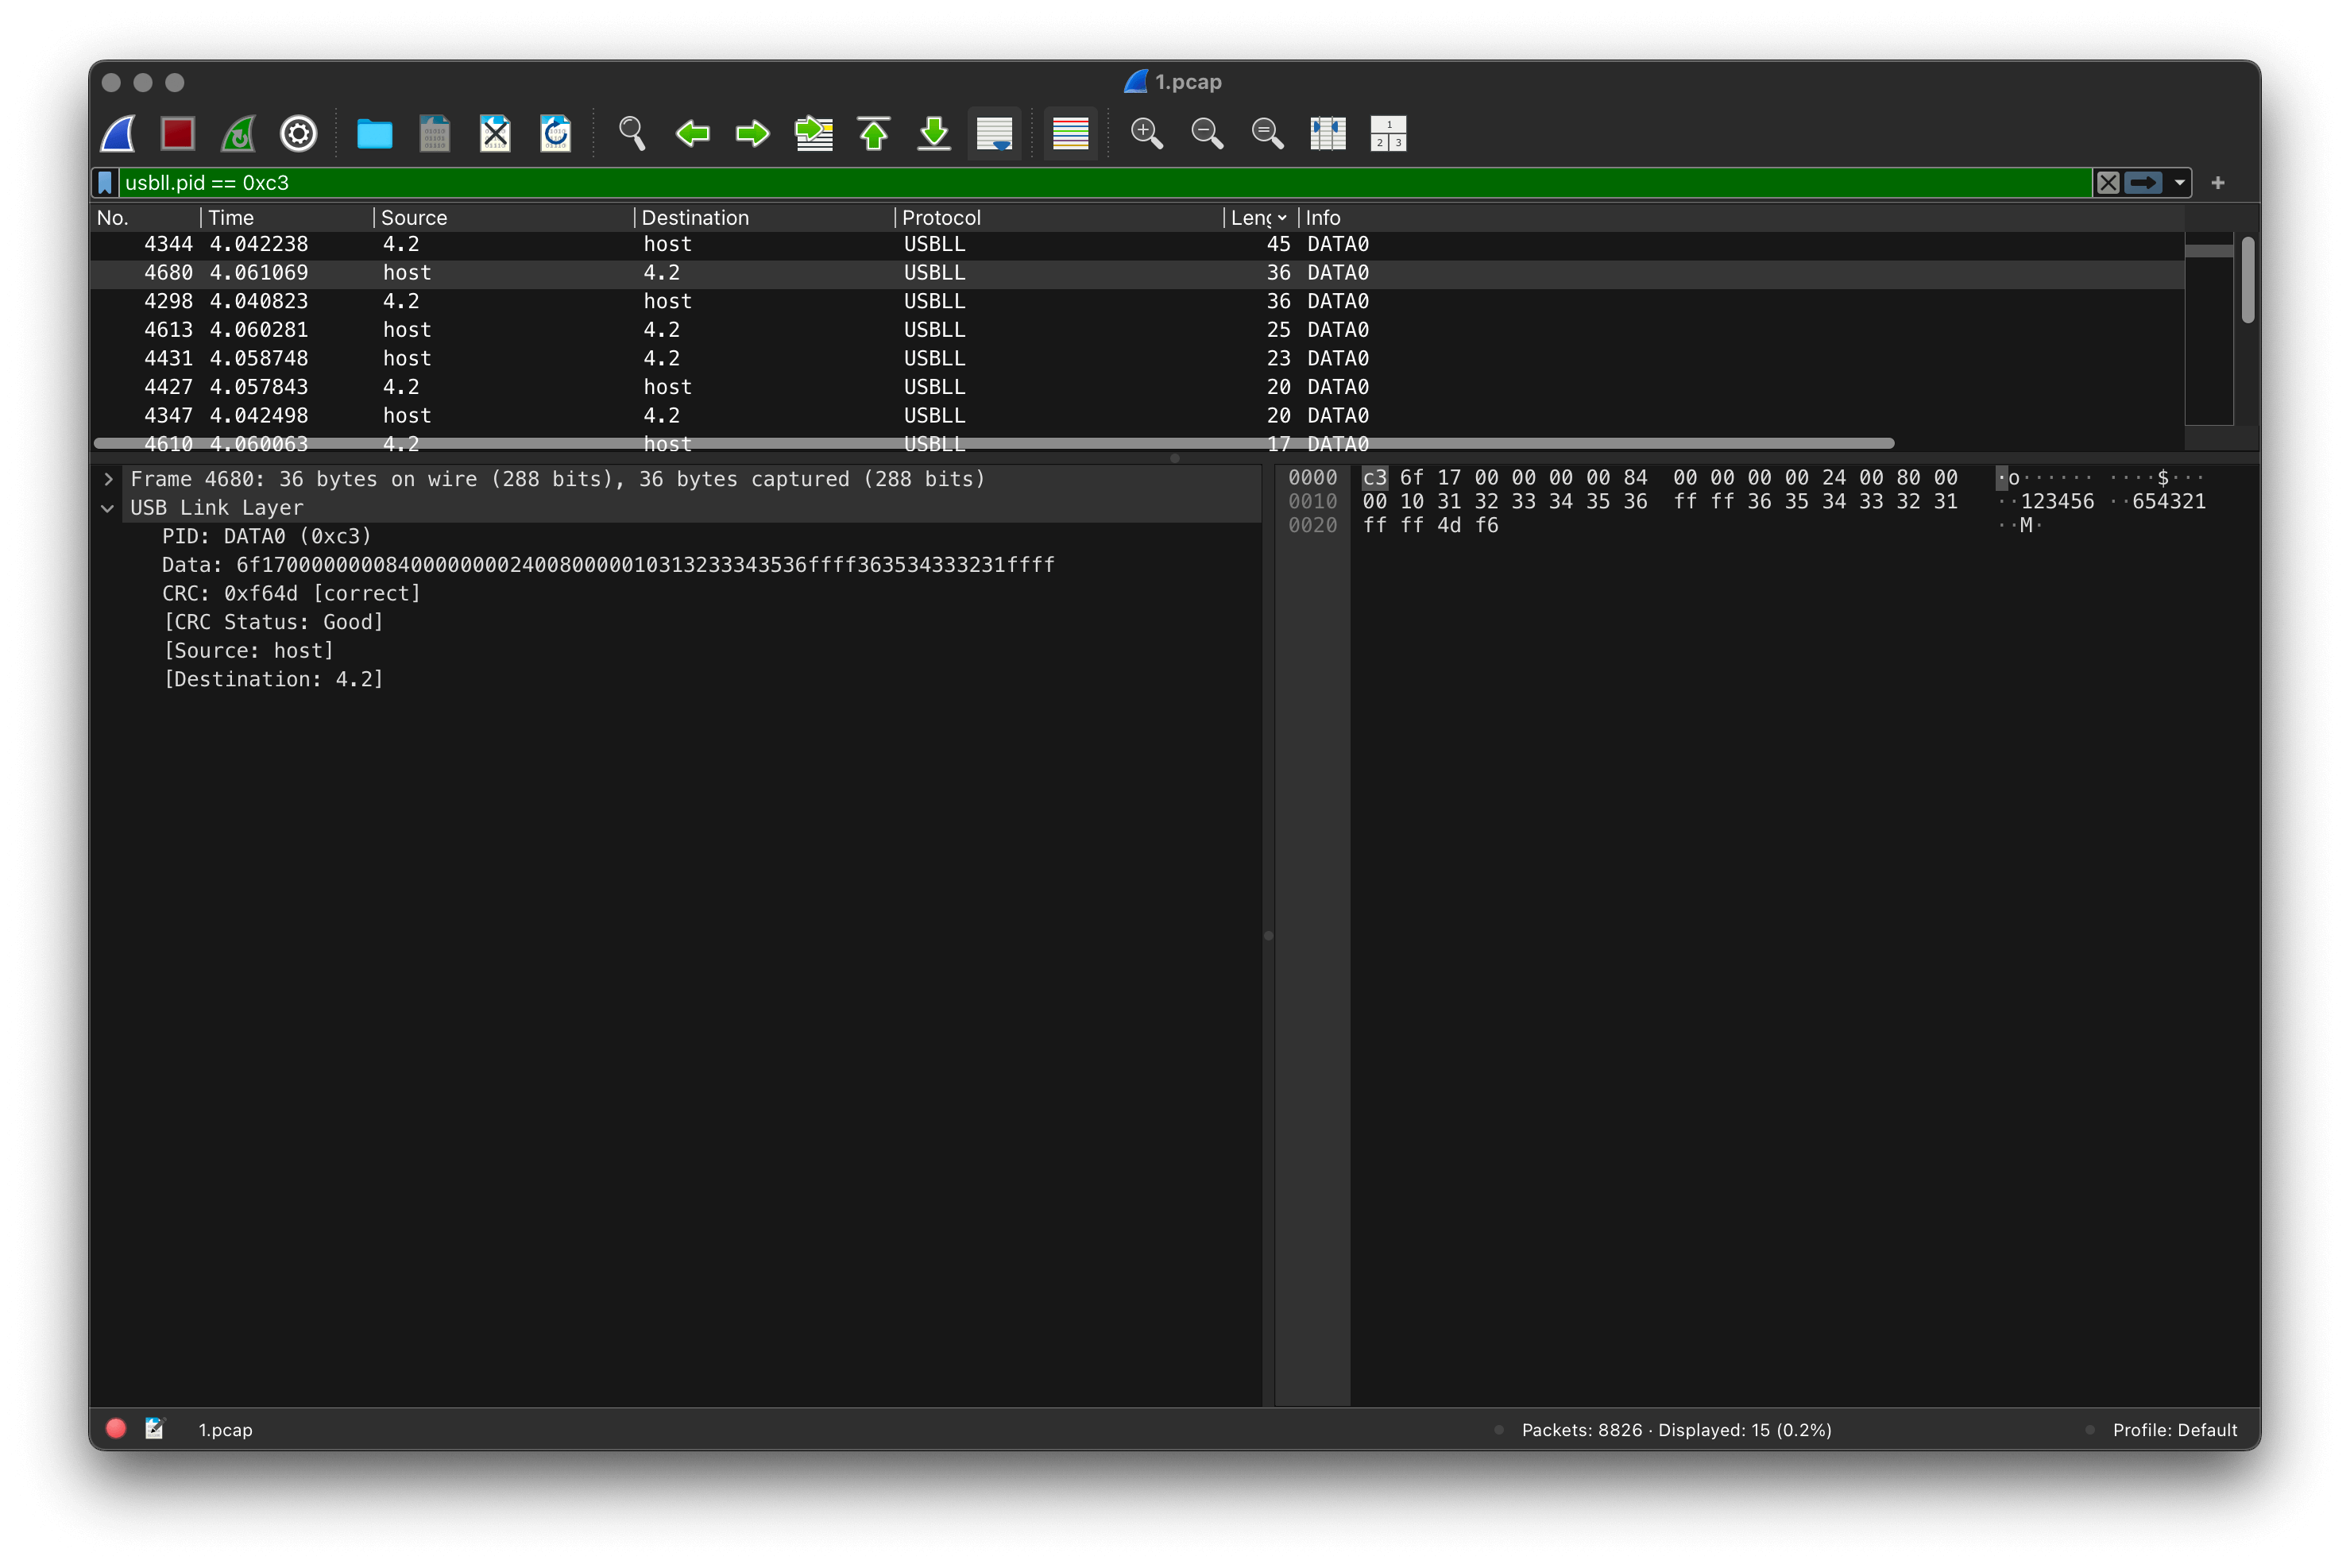 1.pcap
usbll.pid == 0xc3
No. Time Source Destination Protocol Leng Info
4344 4.042238 4.2 host USBLL 45 DATA0
4680 4.061069 host 4.2 USBLL 36 DATA0
4298 4.040823 4.2 host USBLL 36 DATA0
4613 4.060281 host 4.2 USBLL 25 DATA0
4431 4.058748 host 4.2 USBLL 23 DATA0
4427 4.057843 4.2 host USBLL 20 DATA0
4347 4.042498 host 4.2 USBLL 20 DATA0
4610 4.060063 4.2 host USBLL 17 DATA0
Frame 4680: 36 bytes on wire (288 bits), 36 bytes captured (288 bits)
USB Link Layer
PID: DATA0 (0xc3)
Data: 6f17000000008400000000240080000010313233343536ffff363534333231ffff
CRC: 0xf64d [correct]
[CRC Status: Good]
[Source: host]
[Destination: 4.2]
0000 c3 6f 17 00 00 00 00 84 00 00 00 00 24 00 80 00 ·o······ ····$···
0010 00 10 31 32 33 34 35 36 ff ff 36 35 34 33 32 31 ··123456 ··654321
0020 ff ff 4d f6 ··M·
1.pcap
Packets: 8826 · Displayed: 15 (0.2%)
Profile: Default